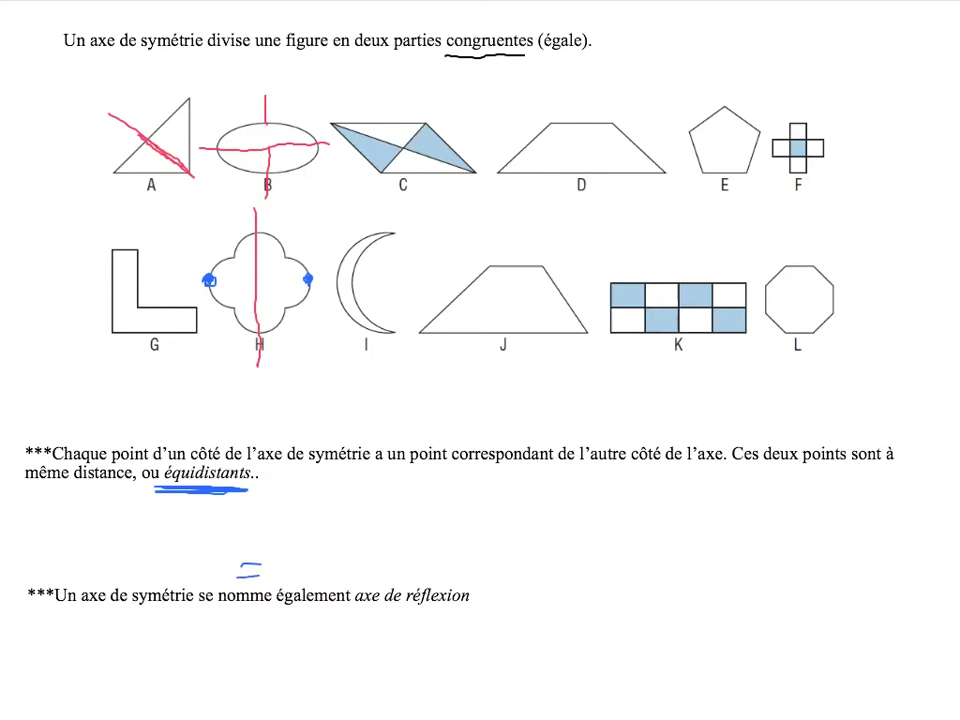 Un axe de symétrie divise une figure en deux parties congruentes (égale).
A B C D E F
G H I J K L
***Chaque point d’un côté de l’axe de symétrie a un point correspondant de l’autre côté de l’axe. Ces deux points sont à
même distance, ou équidistants..
=
***Un axe de symétrie se nomme également axe de réflexion